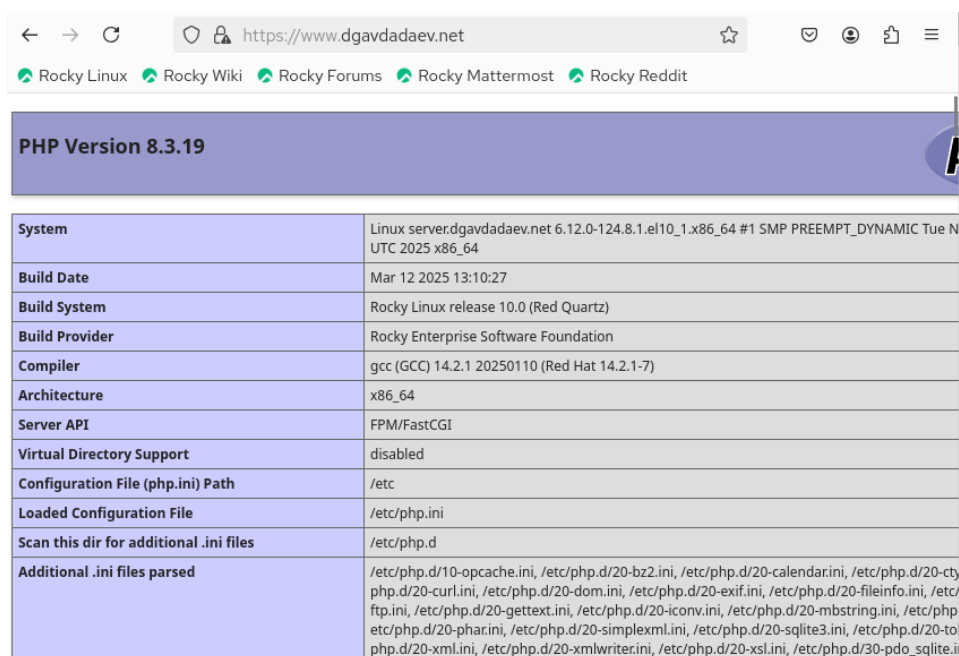 https://www.dgavdadaev.net
Rocky Linux Rocky Wiki Rocky Forums Rocky Mattermost Rocky Reddit
PHP Version 8.3.19
System Linux server.dgavdadaev.net 6.12.0-124.8.1.el10_1.x86_64 #1 SMP PREEMPT_DYNAMIC Tue
UTC 2025 x86_64
Build Date Mar 12 2025 13:10:27
Build System Rocky Linux release 10.0 (Red Quartz)
Build Provider Rocky Enterprise Software Foundation
Compiler gcc (GCC) 14.2.1 20250110 (Red Hat 14.2.1-7)
Architecture x86_64
Server API FPM/FastCGI
Virtual Directory Support disabled
Configuration File (php.ini) Path /etc
Loaded Configuration File /etc/php.ini
Scan this dir for additional .ini files /etc/php.d
Additional .ini files parsed /etc/php.d/10-opcache.ini, /etc/php.d/20-bz2.ini, /etc/php.d/20-calendar.ini, /etc/php.d/20-cty
php.d/20-curl.ini, /etc/php.d/20-dom.ini, /etc/php.d/20-exif.ini, /etc/php.d/20-fileinfo.ini, /etc/
ftp.ini, /etc/php.d/20-gettext.ini, /etc/php.d/20-iconv.ini, /etc/php.d/20-mbstring.ini, /etc/php
etc/php.d/20-phar.ini, /etc/php.d/20-simplexml.ini, /etc/php.d/20-sqlite3.ini, /etc/php.d/20-to
php.d/20-xml.ini, /etc/php.d/20-xmlwriter.ini, /etc/php.d/20-xsl.ini, /etc/php.d/30-pdo_sqlite.i